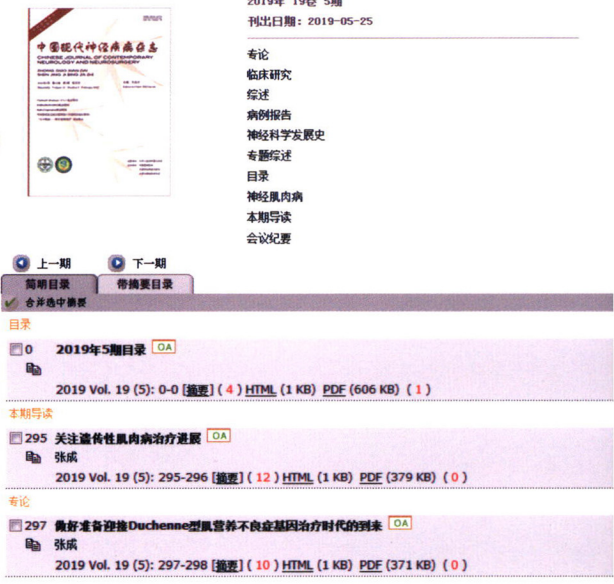 2019年 19卷 5期
刊出日期: 2019-05-25
中国现代神经疾病杂志
CHINESE JOURNAL OF CONTEMPORARY
NEUROLOGY AND NEUROSURGERY
专论
临床研究
综述
病例报告
神经科学发展史
专题综述
目录
神经肌肉病
本期导读
会议纪要
上一期 下一期
简明目录 带摘要目录
合并选中摘要
目录
0 2019年5期目录 OA
2019 Vol. 19 (5): 0-0 [摘要] ( 4 ) HTML (1 KB) PDF (606 KB) ( 1 )
本期导读
295 关注遗传性肌肉病治疗进展 OA
张成
2019 Vol. 19 (5): 295-296 [摘要] ( 12 ) HTML (1 KB) PDF (379 KB) ( 0 )
专论
297 做好准备迎接Duchenne型肌营养不良症基因治疗时代的到来 OA
张成
2019 Vol. 19 (5): 297-298 [摘要] ( 10 ) HTML (1 KB) PDF (371 KB) ( 0 )